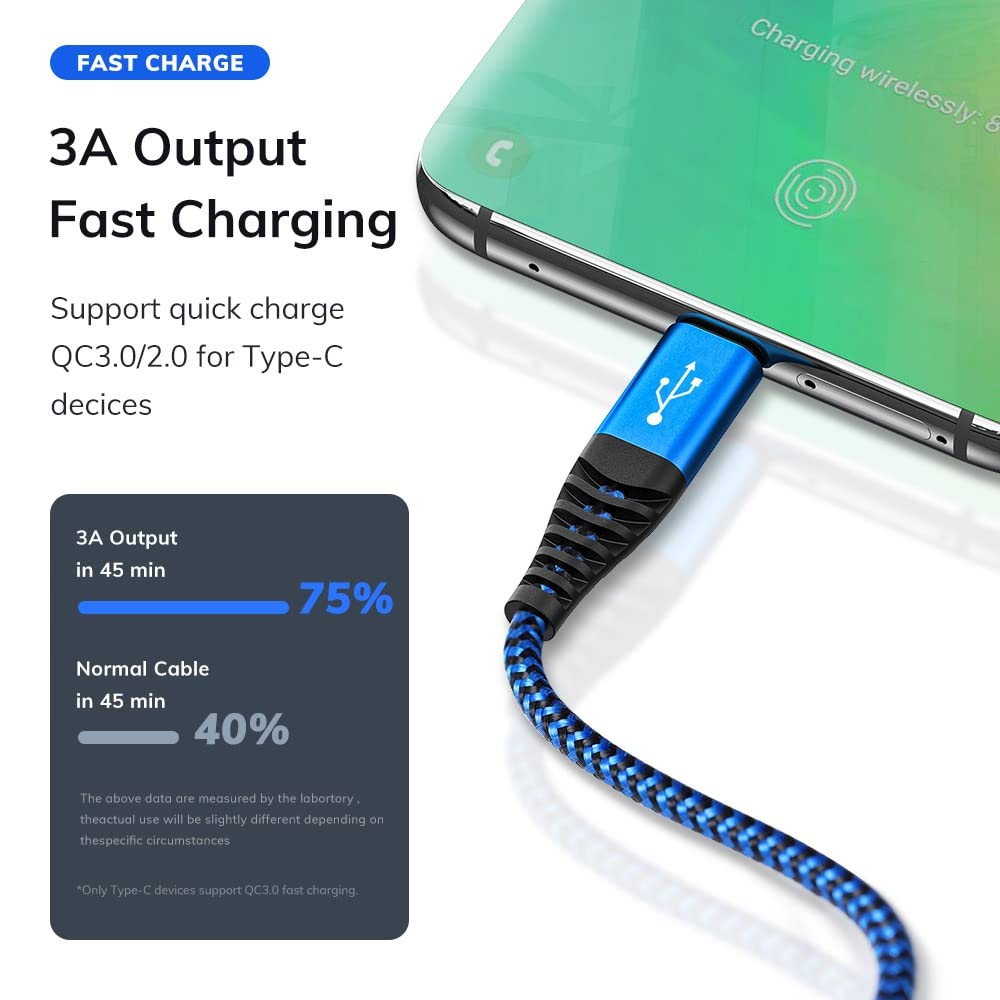 FAST CHARGE
3A Output
Fast Charging
Support quick charge
QC3.0/2.0 for Type-C
decices
Charging wirelessly: 8
3A Output
in 45 min
75%
Normal Cable
in 45 min
40%
The above data are measured by the labortory ,
theactual use will be slightly different depending on
thespecific circumstances
*Only Type-C devices support QC3.0 fast charging.